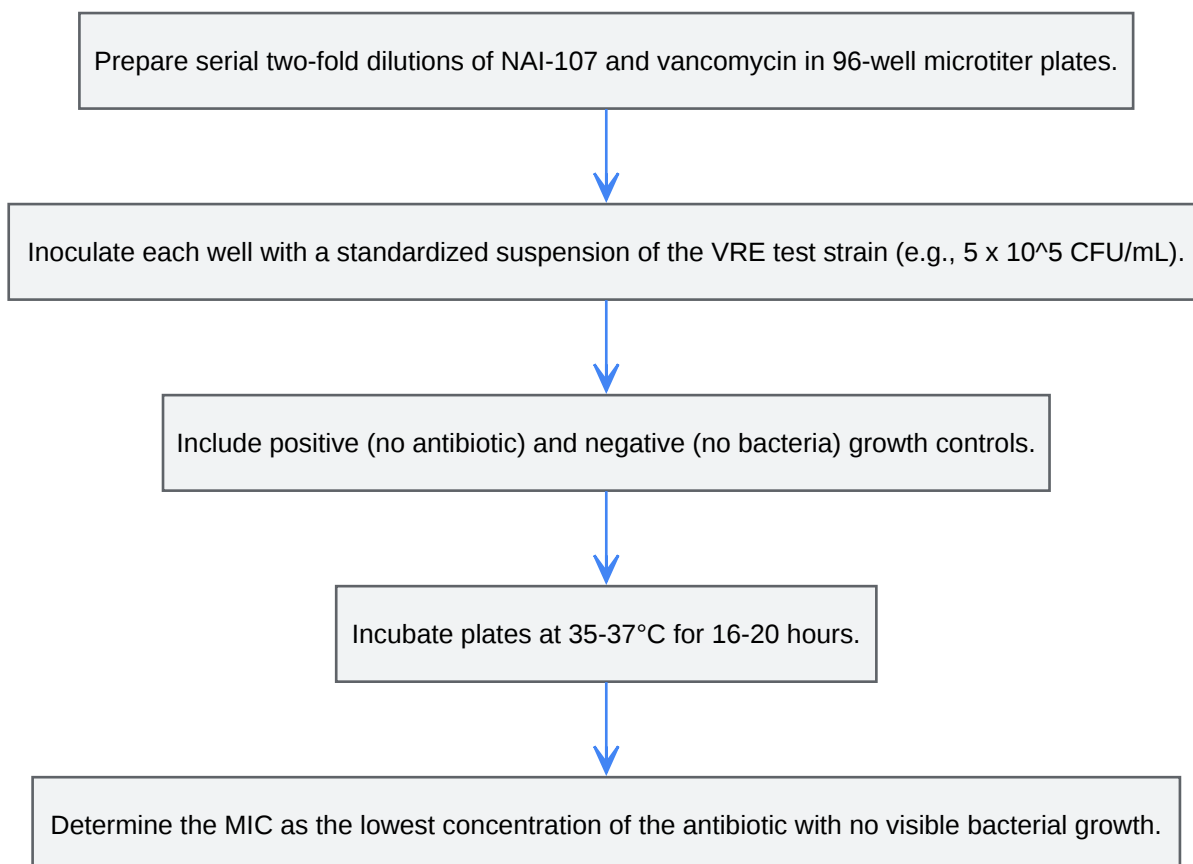 Prepare serial two-fold dilutions of NAI-107 and vancomycin in 96-well microtiter plates.
Inoculate each well with a standardized suspension of the VRE test strain (e.g., 5 x 10^5 CFU/mL).
Include positive (no antibiotic) and negative (no bacteria) growth controls.
Incubate plates at 35-37°C for 16-20 hours.
Determine the MIC as the lowest concentration of the antibiotic with no visible bacterial growth.